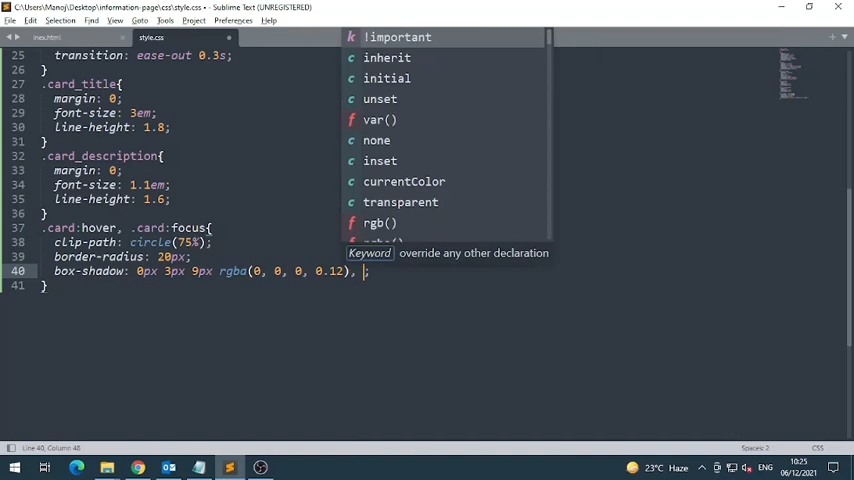 C:\Users\Manoj\Desktop\information-page\css\style.css • - Sublime Text (UNREGISTERED)
File Edit Selection Find View Goto Tools Project Preferences Help
inex.html style.css
25 transition: ease-out 0.3s;
26 }
27 .card_title{
28 margin: 0;
29 font-size: 3em;
30 line-height: 1.8;
31 }
32 .card_description{
33 margin: 0;
34 font-size: 1.1em;
35 line-height: 1.6;
36 }
37 .card:hover, .card:focus{
38 clip-path: circle(75%);
39 border-radius: 20px;
40 box-shadow: 0px 3px 9px rgba(0, 0, 0, 0.12), ;
41 }
k !important
c inherit
c initial
c unset
f var()
c none
c inset
c currentColor
c transparent
f rgb()
Keyword override any other declaration
Line 40, Column 48 Spaces: 2 CSS
23°C Haze ENG
10:25
06/12/2021